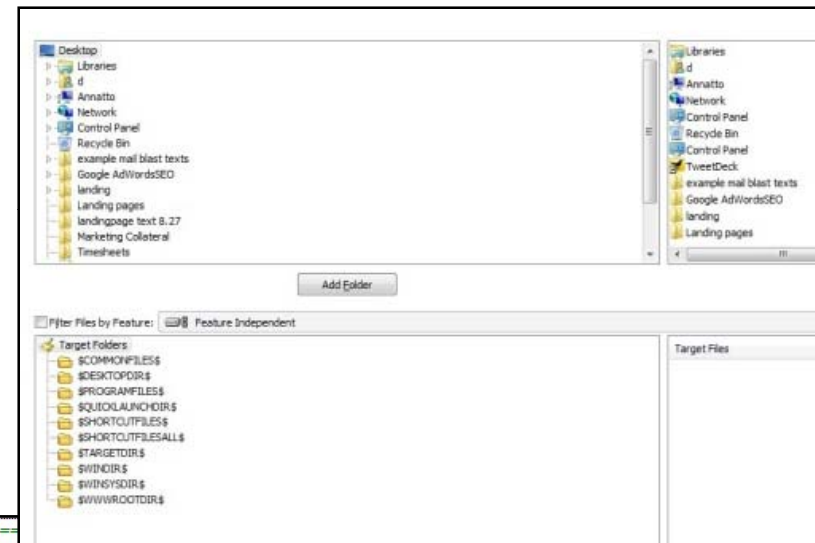 Desktop
Libraries
d
Annatto
Network
Control Panel
Recycle Bin
example mail blast texts
Google AdWordsSEO
landing
Landing pages
landingpage text 8.27
Marketing Collateral
Timesheets
Libraries
d
Annatto
Network
Control Panel
Recycle Bin
Control Panel
TweetDeck
example mail blast texts
Google AdWordsSEO
landing
Landing pages
Add Folder
Filter Files by Feature: Feature Independent
Target Folders
$COMMONFILES$
$DESKTOPDIR$
$PROGRAMFILES$
$QUICKLAUNCHDIR$
$SHORTCUTFILES$
$SHORTCUTFILESALL$
$TARGETDIR$
$WINDIR$
$WINSYSDIR$
$WWWROOTDIR$
Target Files
==